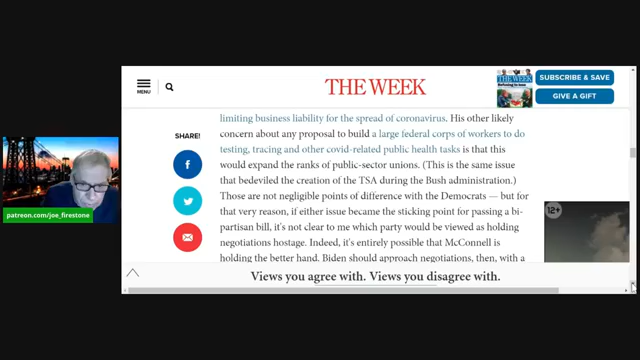 MENU
THE WEEK
THE WEEK
SUBSCRIBE & SAVE
GIVE A GIFT
SHARE!
limiting business liability for the spread of coronavirus. His other likely
concern about any proposal to build a large federal corps of workers to do
testing, tracing and other covid-related public health tasks is that this
would expand the ranks of public-sector unions. (This is the same issue
that bedeviled the creation of the TSA during the Bush administration.)
Those are not negligible points of difference with the Democrats — but for
that very reason, if either issue became the sticking point for passing a bi-
partisan bill, it's not clear to me which party would be viewed as holding
negotiations hostage. Indeed, it's entirely possible that McConnell is
holding the better hand. Biden should approach negotiations, then, with a
12+
Views you agree with. Views you disagree with.
patreon.com/joe_firestone